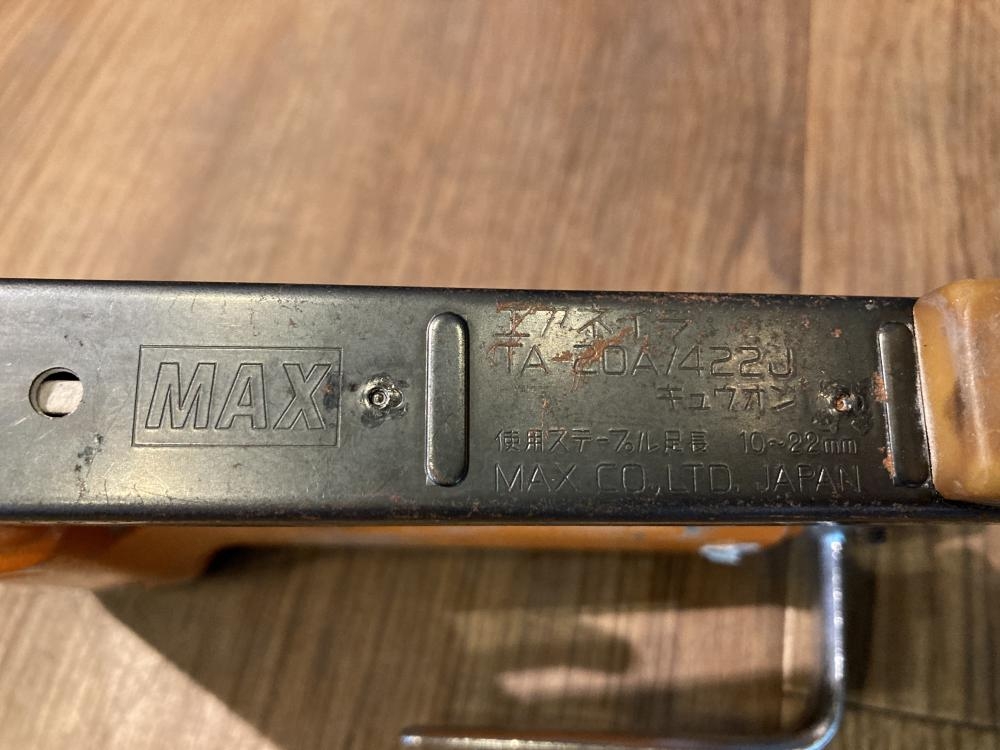 MAX
エアネイラ
TA-20A/422J
キュウオン
使用ステープル足長 10~22mm
MAX CO.,LTD. JAPAN